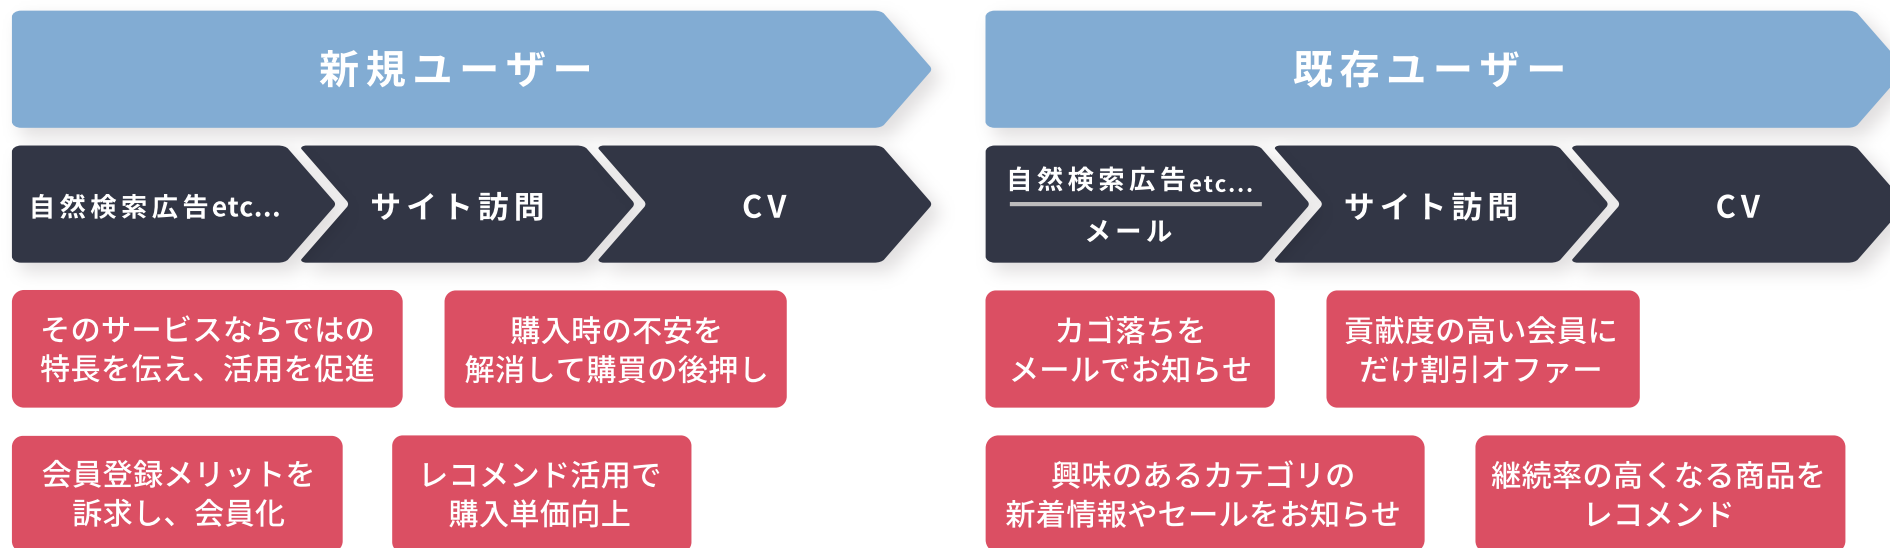 新規ユーザー
自然検索広告etc...
サイト訪問
CV
そのサービスならではの
特長を伝え、活用を促進
購入時の不安を
解消して購買の後押し
会員登録メリットを
訴求し、会員化
レコメンド活用で
購入単価向上
既存ユーザー
自然検索広告etc...
メール
サイト訪問
CV
カゴ落ちを
メールでお知らせ
貢献度の高い会員に
だけ割引オファー
興味のあるカテゴリの
新着情報やセールをお知らせ
継続率の高くなる商品を
レコメンド